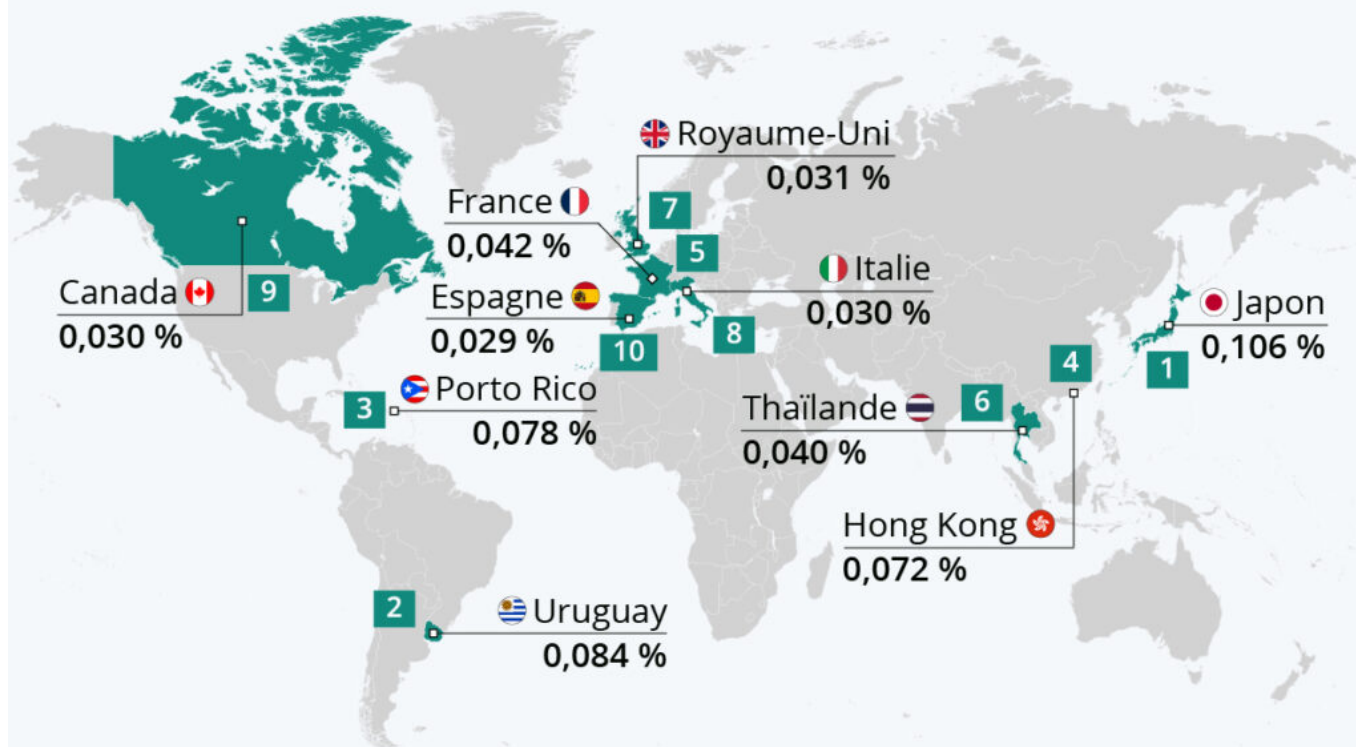 Royaume-Uni
0,031 %
7
France
0,042 %
5
Italie
0,030 %
8
Canada
0,030 %
9
Espagne
0,029 %
10
Japon
0,106 %
1
4
Porto Rico
0,078 %
3
Thaïlande
0,040 %
6
Hong Kong
0,072 %
2
Uruguay
0,084 %